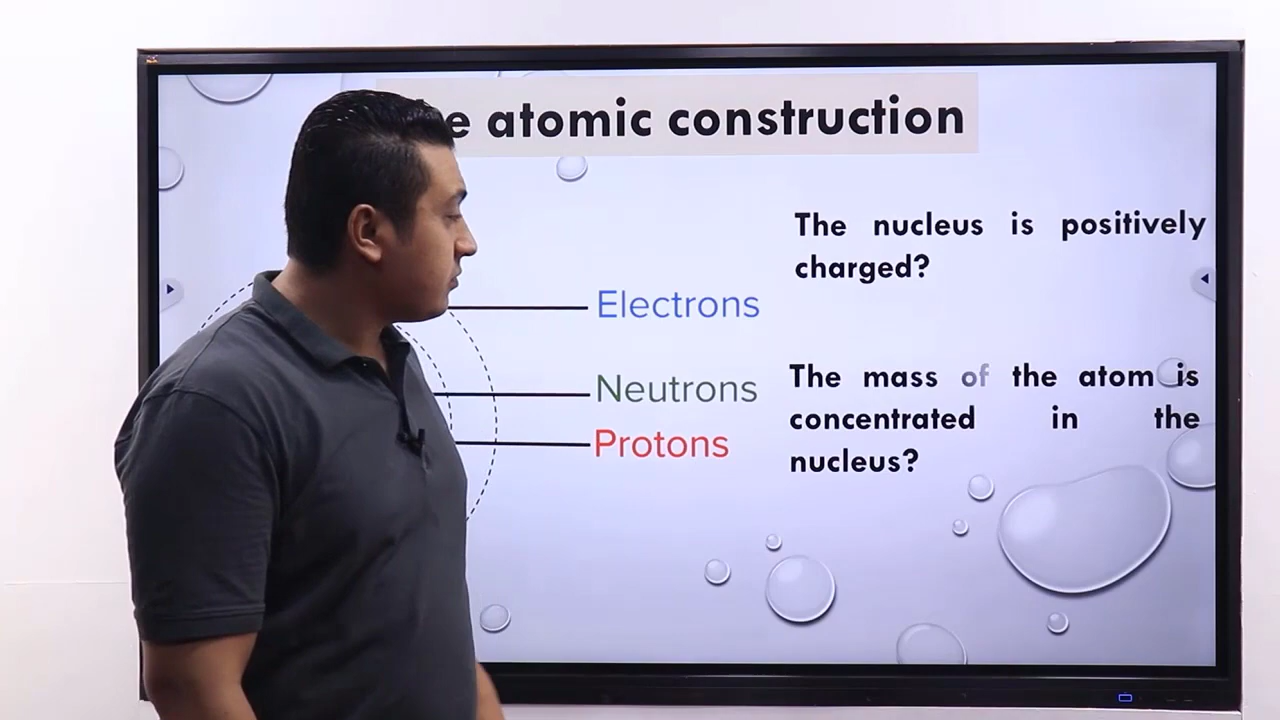 e atomic construction
The nucleus is positively
charged?
Electrons
Neutrons
Protons
The mass of the atom is
concentrated in the
nucleus?